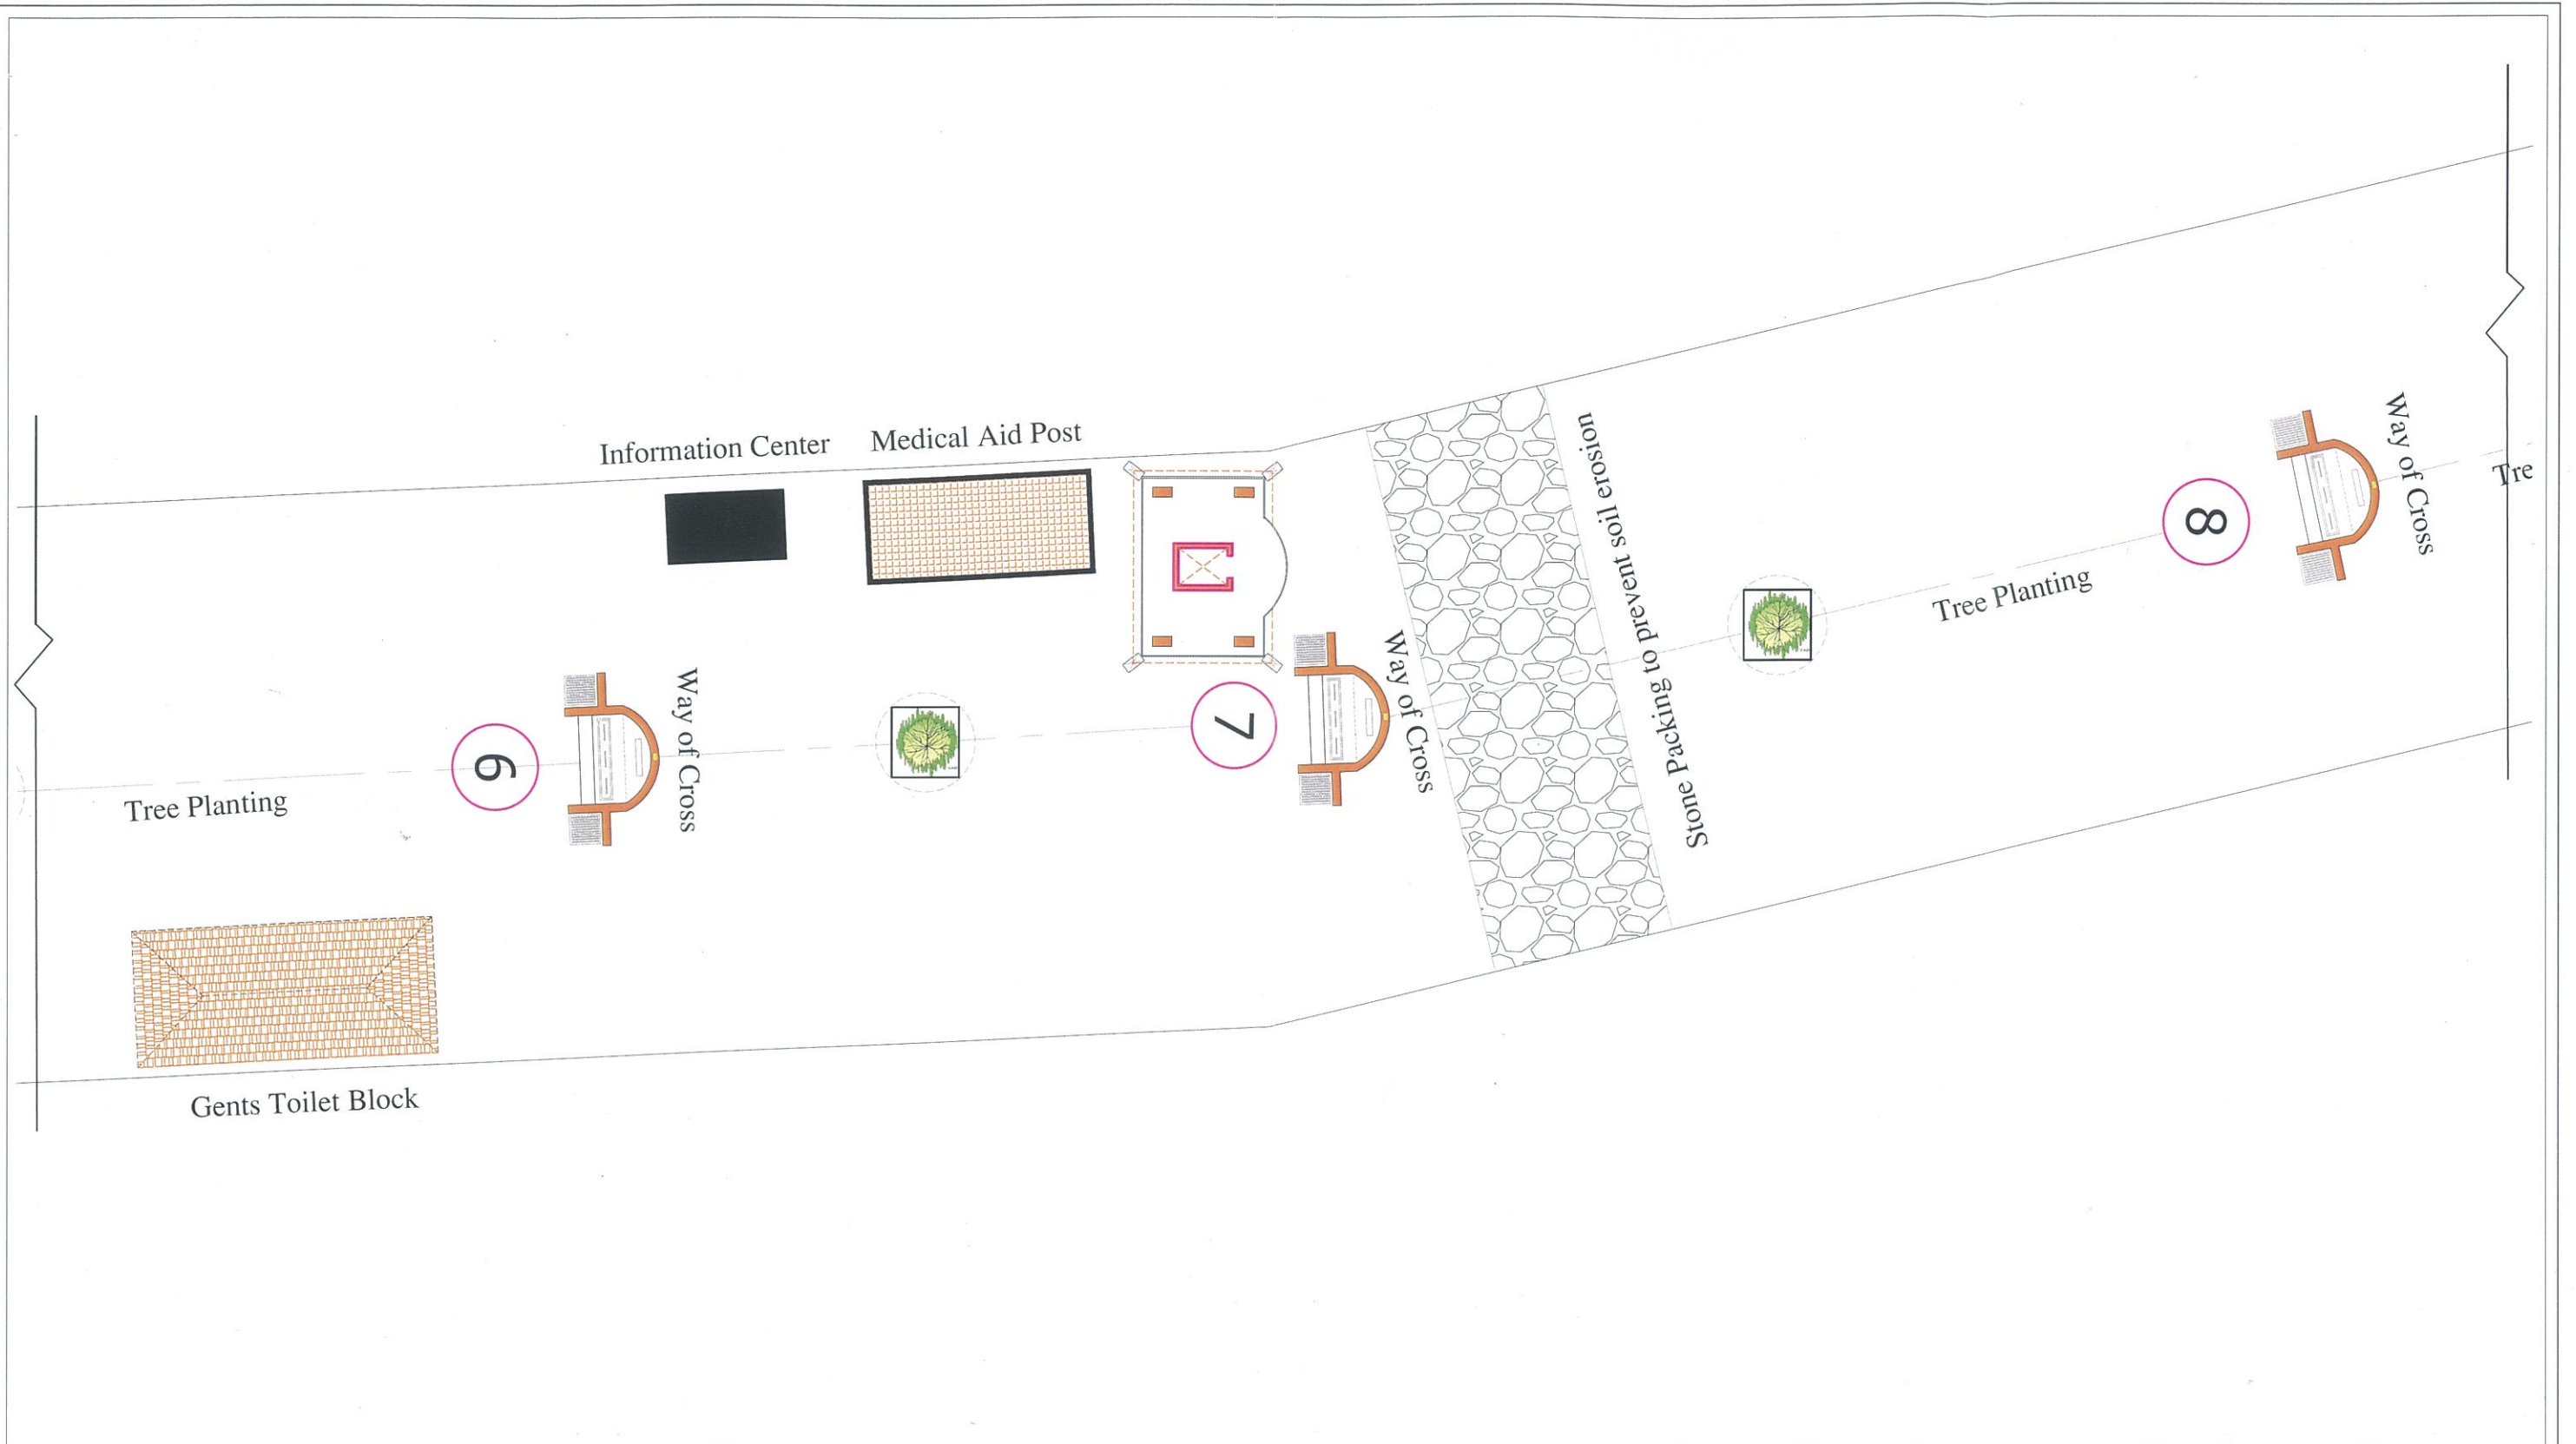 Information Center
Medical Aid Post
Stone Packing to prevent soil erosion
Way of Cross
Tre
8
Tree Planting
Way of Cross
7
Way of Cross
6
Tree Planting
Gents Toilet Block